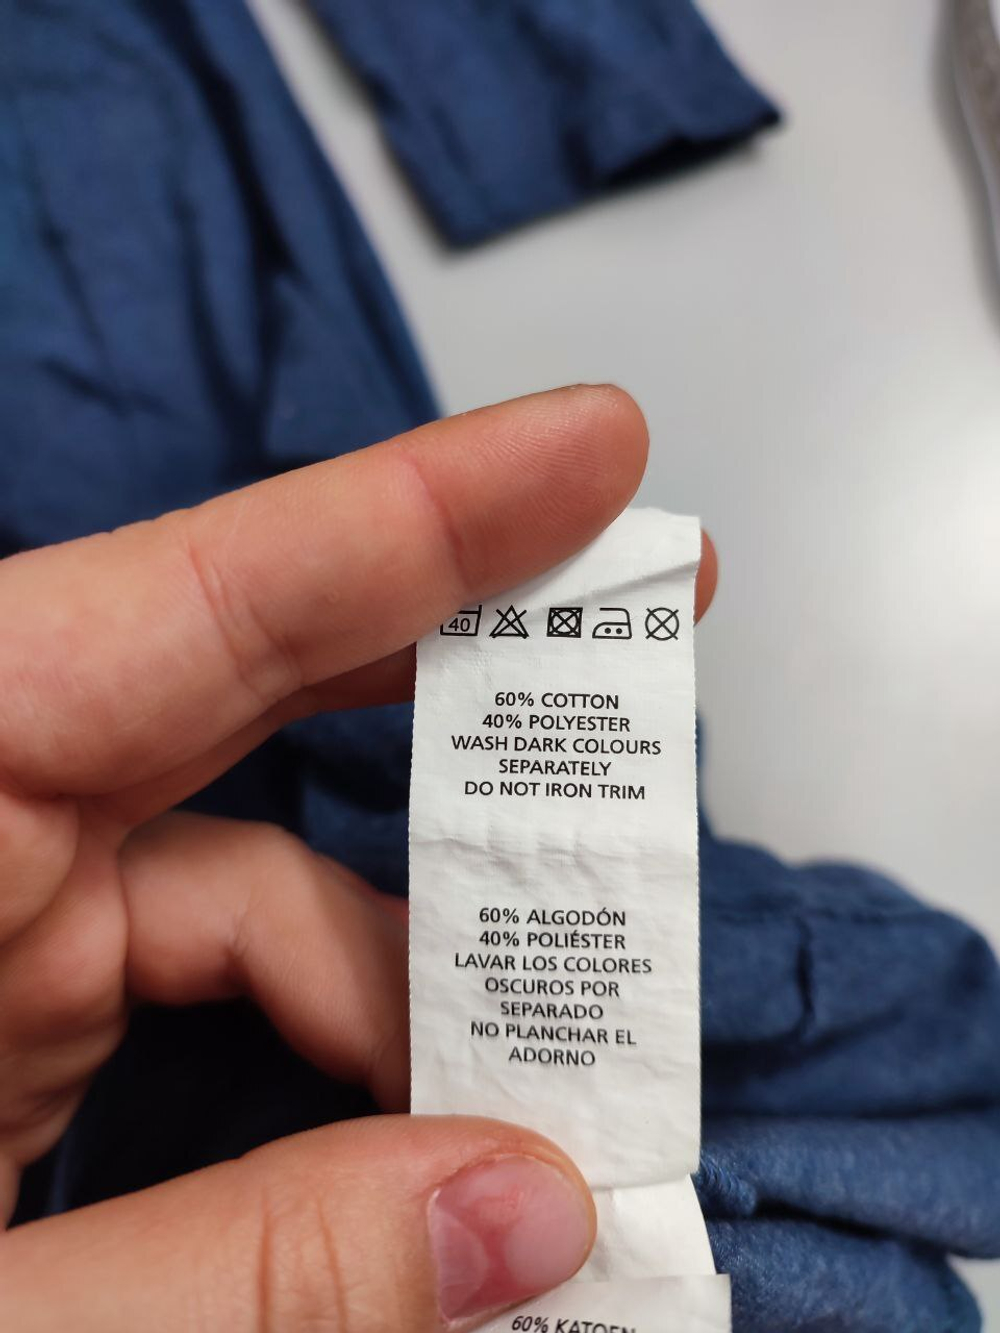 40
60% COTTON
40% POLYESTER
WASH DARK COLOURS
SEPARATELY
DO NOT IRON TRIM
60% ALGODÓN
40% POLIÉSTER
LAVAR LOS COLORES
OSCUROS POR
SEPARADO
NO PLANCHAR EL
ADORNO
60% KATOEN